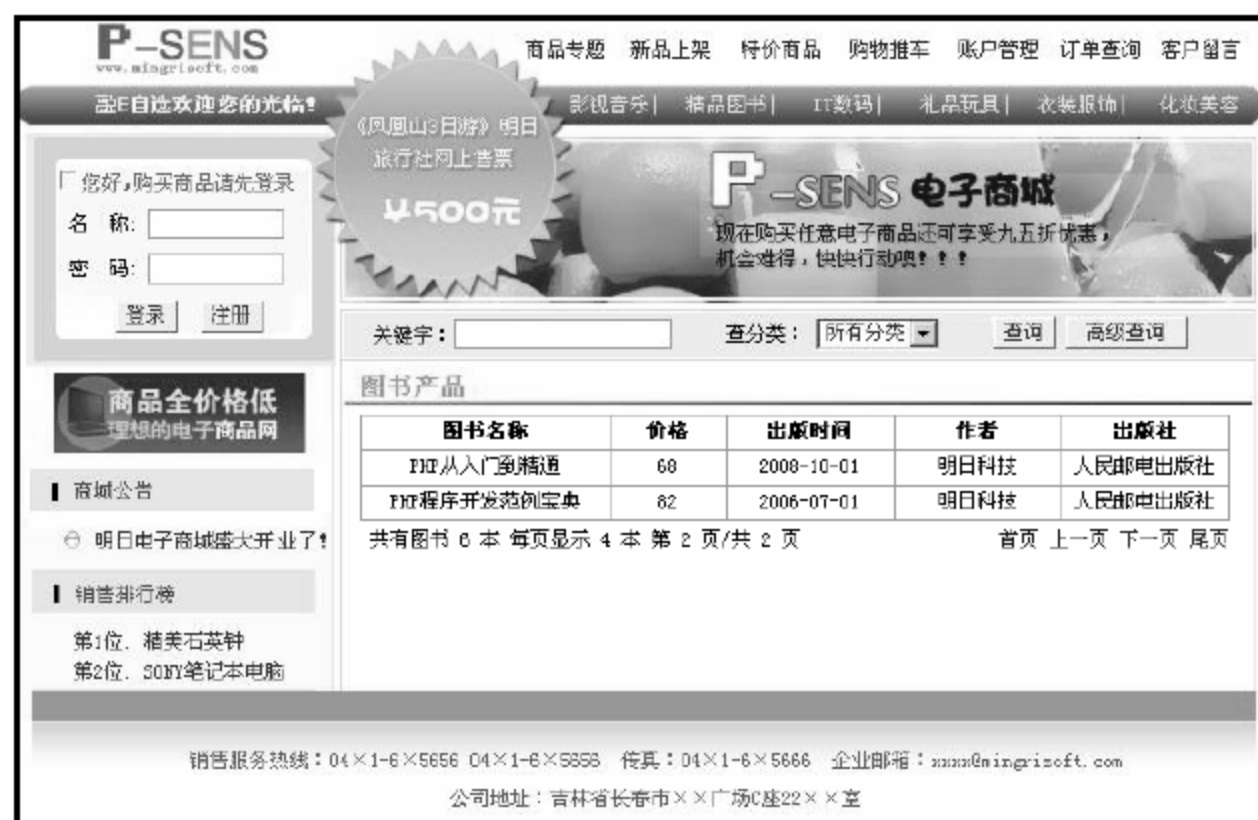 P-SENS
www.mingrisoft.com
商品专题 新品上架 特价商品 购物推车 账户管理 订单查询 客户留言
欢迎您的光临!
影视音乐| 精品图书| IT数码| 礼品玩具| 衣装服饰| 化妆美容
《凤凰山3日游》明日
旅行社网上售票
￥500元
P-SENS 电子商城
现在购买任意电子商品还可享受九五折优惠,
机会难得,快快行动噢!!!
您好,购买商品请先登录
名 称:
密 码:
登录 注册
关键字: 查分类: 所有分类 查询 高级查询
商品全价格低
理想的电子商品网
图书产品
图书名称 价格 出版时间 作者 出版社
PHP从入门到精通 68 2008-10-01 明日科技 人民邮电出版社
PHP程序开发范例宝典 82 2006-07-01 明日科技 人民邮电出版社
共有图书 6 本 每页显示 4 本 第 2 页/共 2 页 首页 上一页 下一页 尾页
商城公告
明日电子商城盛大开业了!
销售排行榜
第1位. 精美石英钟
第2位. SONY笔记本电脑
销售服务热线:04×1-6×5656 04×1-6×5656 传真:04×1-6×5666 企业邮箱:xxxx@mingrisoft.com
公司地址:吉林省长春市××广场C座22××室